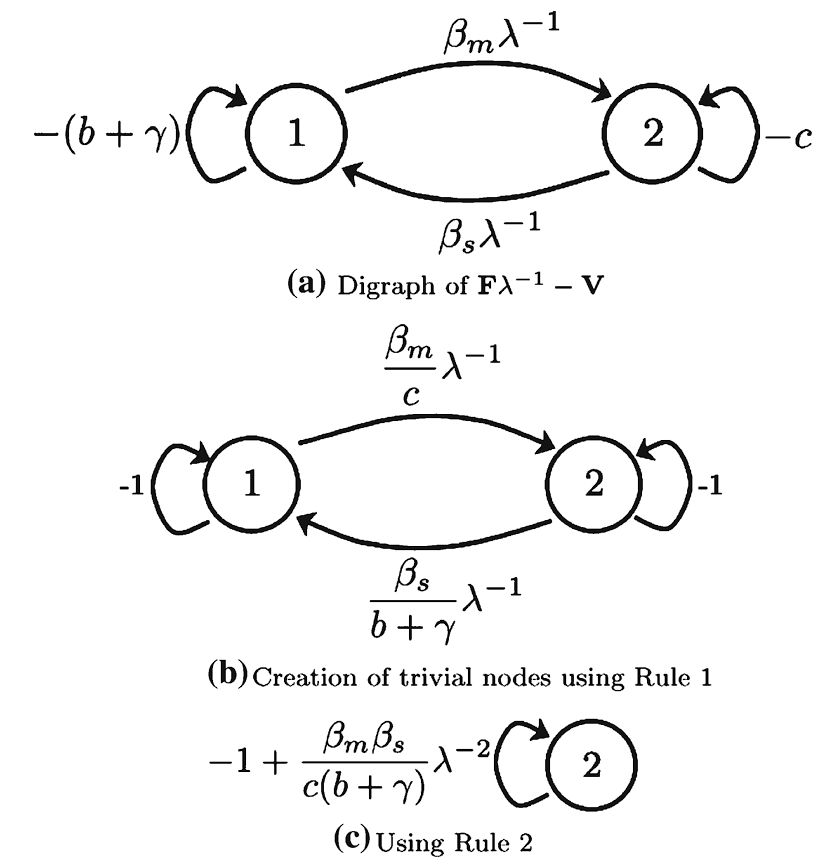 βₘλ⁻¹
−(b + γ) 1 2 −c
βₛλ⁻¹
(a) Digraph of Fλ⁻¹ – V
βₘ/c λ⁻¹
-1 1 2 -1
βₛ/(b + γ) λ⁻¹
(b) Creation of trivial nodes using Rule 1
−1 + βₘβₛ/c(b + γ) λ⁻² 2
(c) Using Rule 2